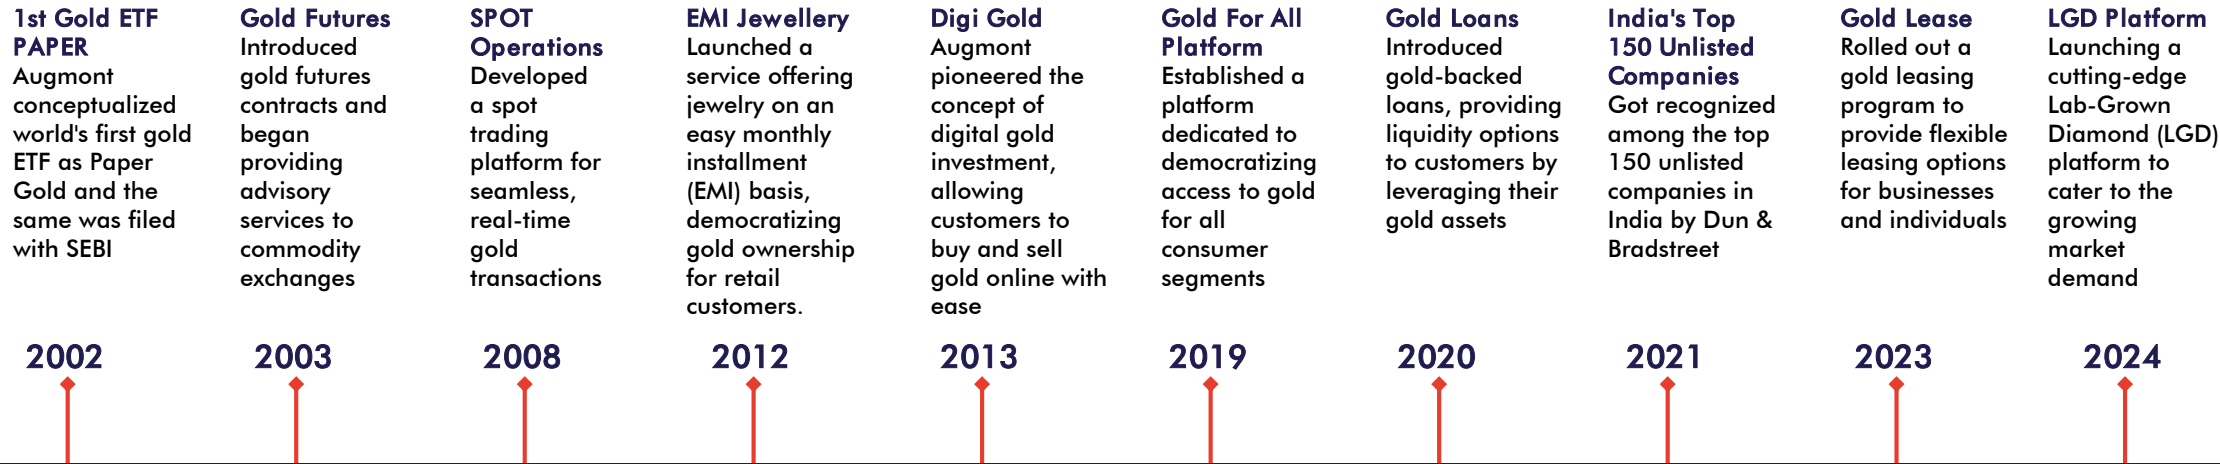 1st Gold ETF
PAPER
Augmont
conceptualized
world's first gold
ETF as Paper
Gold and the
same was filed
with SEBI
2002
Gold Futures
Introduced
gold futures
contracts and
began
providing
advisory
services to
commodity
exchanges
2003
SPOT
Operations
Developed
a spot
trading
platform for
seamless,
real-time
gold
transactions
2008
EMI Jewellery
Launched a
service offering
jewelry on an
easy monthly
installment
(EMI) basis,
democratizing
gold ownership
for retail
customers.
2012
Digi Gold
Augmont
pioneered the
concept of
digital gold
investment,
allowing
customers to
buy and sell
gold online with
ease
2013
Gold For All
Platform
Established a
platform
dedicated to
democratizing
access to gold
for all
consumer
segments
2019
Gold Loans
Introduced
gold-backed
loans, providing
liquidity options
to customers by
leveraging their
gold assets
2020
India's Top
150 Unlisted
Companies
Got recognized
among the top
150 unlisted
companies in
India by Dun &
Bradstreet
2021
Gold Lease
Rolled out a
gold leasing
program to
provide flexible
leasing options
for businesses
and individuals
2023
LGD Platform
Launching a
cutting-edge
Lab-Grown
Diamond (LGD)
platform to
cater to the
growing
market
demand
2024